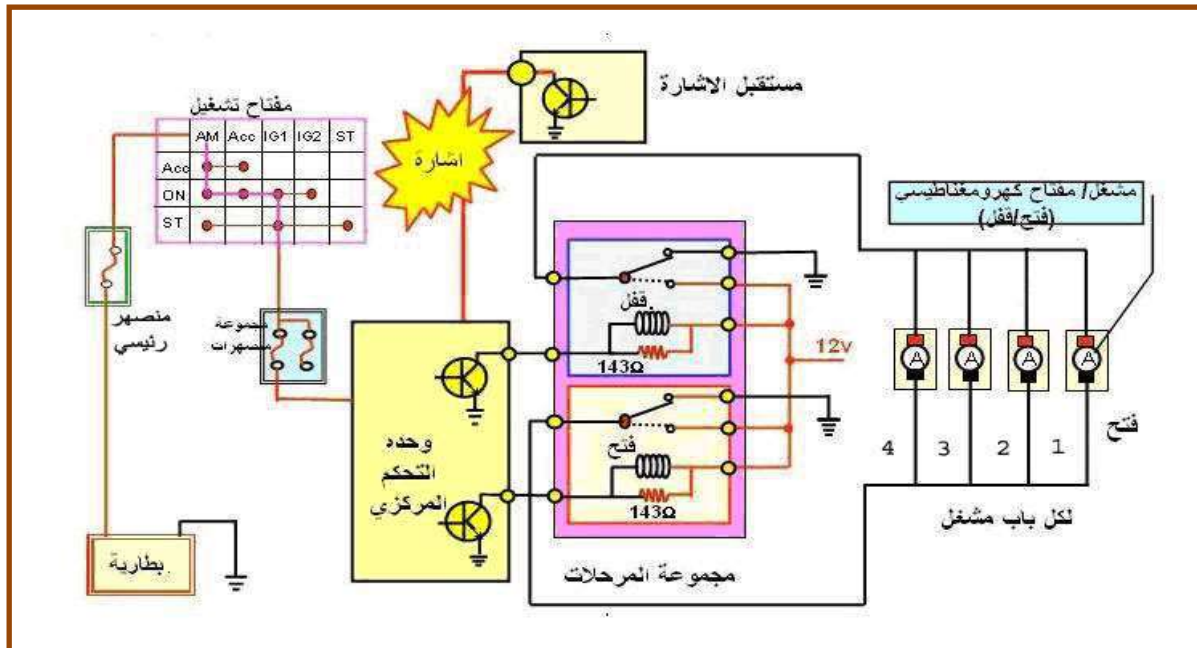 مستقبل الاشارة
مفتاح تشغيل
AM Acc IG1 IG2 ST
Acc
ON
ST
اشارة
مشغل/ مفتاح كهرومغناطيسي
(فتح/قفل)
قفل
143Ω
12v
منصهر
رئيسي
مجموعة
منصهرات
وحده
التحكم
المركزي
فتح
143Ω
A A A A
فتح
4 3 2 1
لكل باب مشغل
بطارية
مجموعة المرحلات